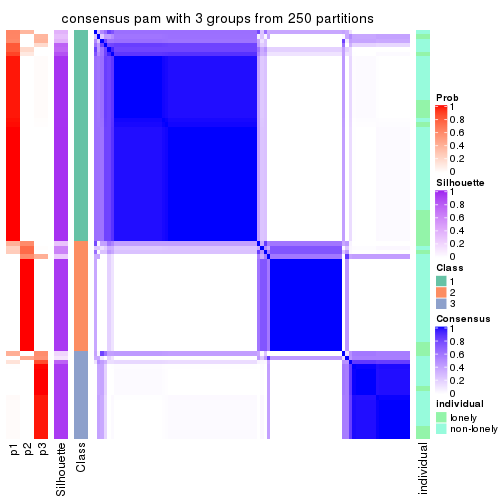 consensus pam with 3 groups from 250 partitions
Prob
1
0.8
0.6
0.4
0.2
0
Silhouette
1
0.8
0.6
0.4
0.2
0
Class
1
2
3
Consensus
1
0.8
0.6
0.4
0.2
0
individual
lonely
non-lonely
p1
p2
p3
Silhouette
Class
individual